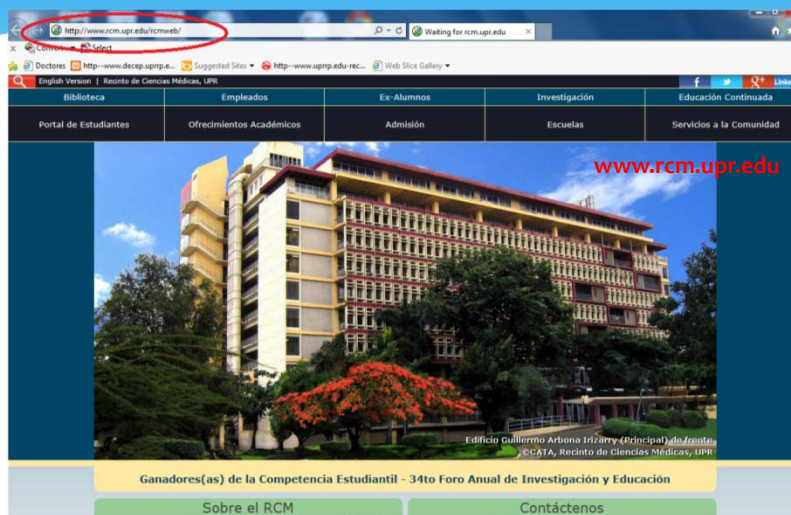 http://www.rcm.upr.edu/rcmweb/
Waiting for rcm.upr.edu
x Convert Select
Doctores http--www.decep.uprrp.e... Suggested Sites http--www.uprrp.edu-rec... Web Slice Gallery
English Version | Recinto de Ciencias Médicas, UPR
f g+ Linke
Biblioteca Empleados Ex-Alumnos Investigación Educación Continuada
Portal de Estudiantes Ofrecimientos Académicos Admisión Escuelas Servicios a la Comunidad
www.rcm.upr.edu
Edificio Guillermo Arbona Irizarry (Principal) de frente
©CATA, Recinto de Ciencias Médicas, UPR
Ganadores(as) de la Competencia Estudiantil - 34to Foro Anual de Investigación y Educación
Sobre el RCM Contáctenos